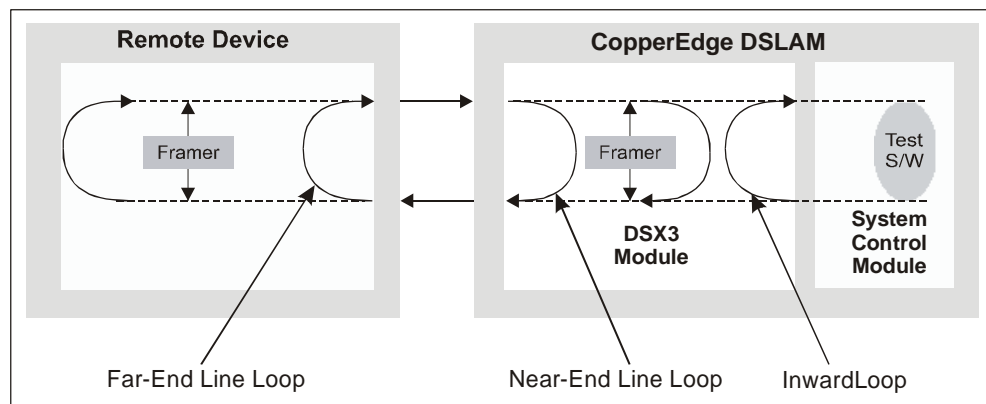 Remote Device
CopperEdge DSLAM
Framer
Framer
Test
S/W
DSX3
Module
System
Control
Module
Far-End Line Loop
Near-End Line Loop
InwardLoop